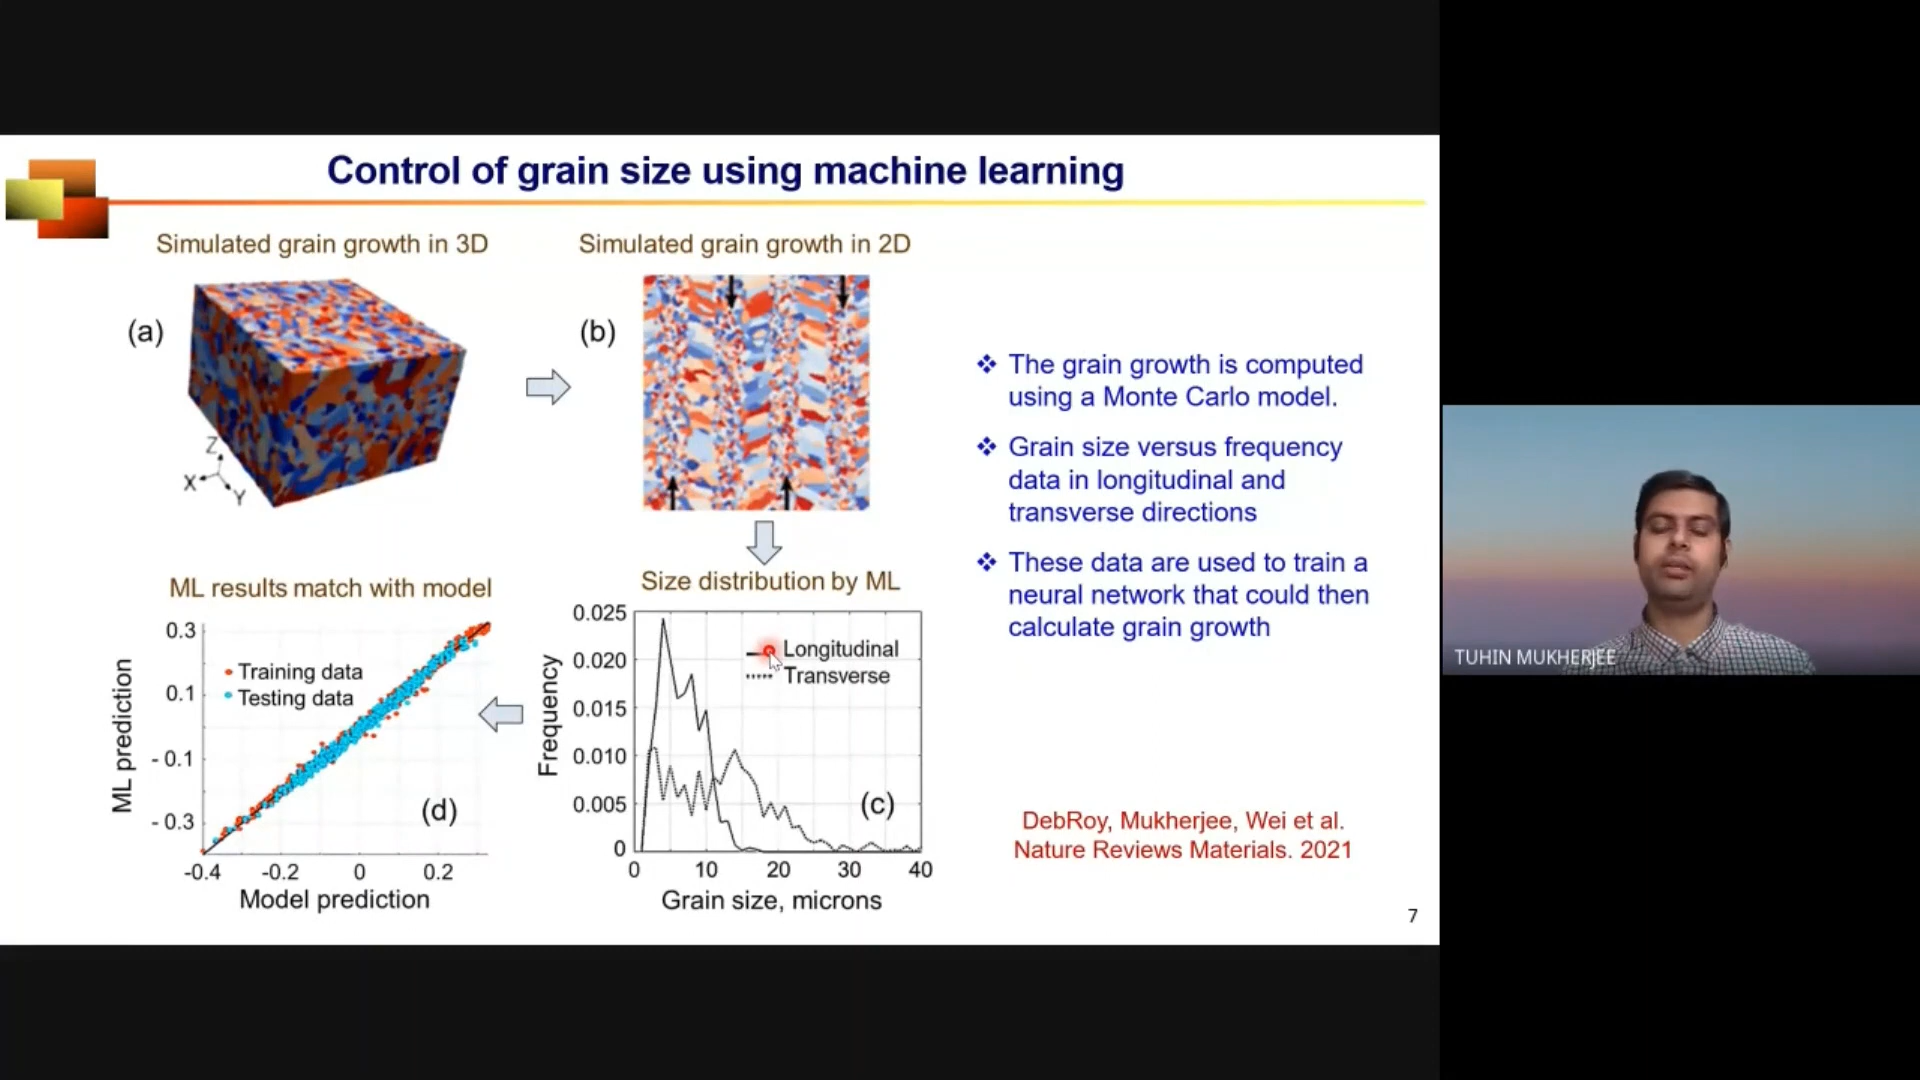 Control of grain size using machine learning
Simulated grain growth in 3D
Simulated grain growth in 2D
(a)
(b)
Z
X
Y
❖ The grain growth is computed
using a Monte Carlo model.
❖ Grain size versus frequency
data in longitudinal and
transverse directions
❖ These data are used to train a
neural network that could then
calculate grain growth
ML results match with model
Size distribution by ML
0.3
0.1
- 0.1
- 0.3
ML prediction
Training data
Testing data
(d)
-0.4 -0.2 0 0.2
Model prediction
0.025
0.020
0.015
0.010
0.005
0
Frequency
Longitudinal
Transverse
(c)
0 10 20 30 40
Grain size, microns
DebRoy, Mukherjee, Wei et al.
Nature Reviews Materials. 2021
7
TUHIN MUKHERJEE